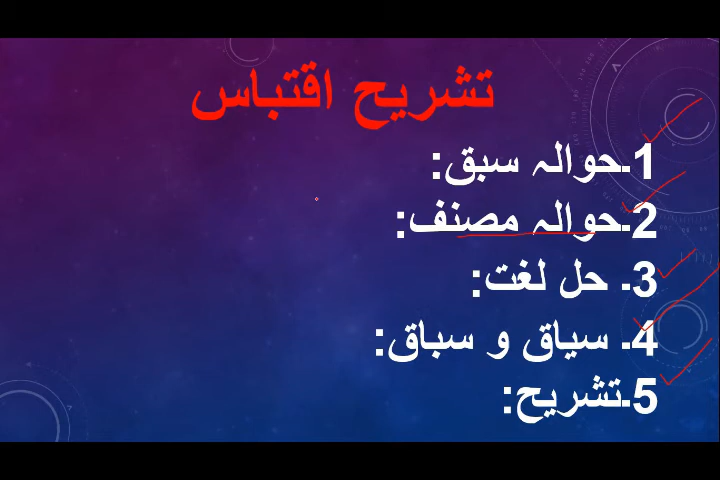 تشریح اقتباس
1۔حوالہ سبق:
2۔حوالہ مصنف:
3۔ حل لغت:
4۔ سیاق و سباق:
5۔تشریح: